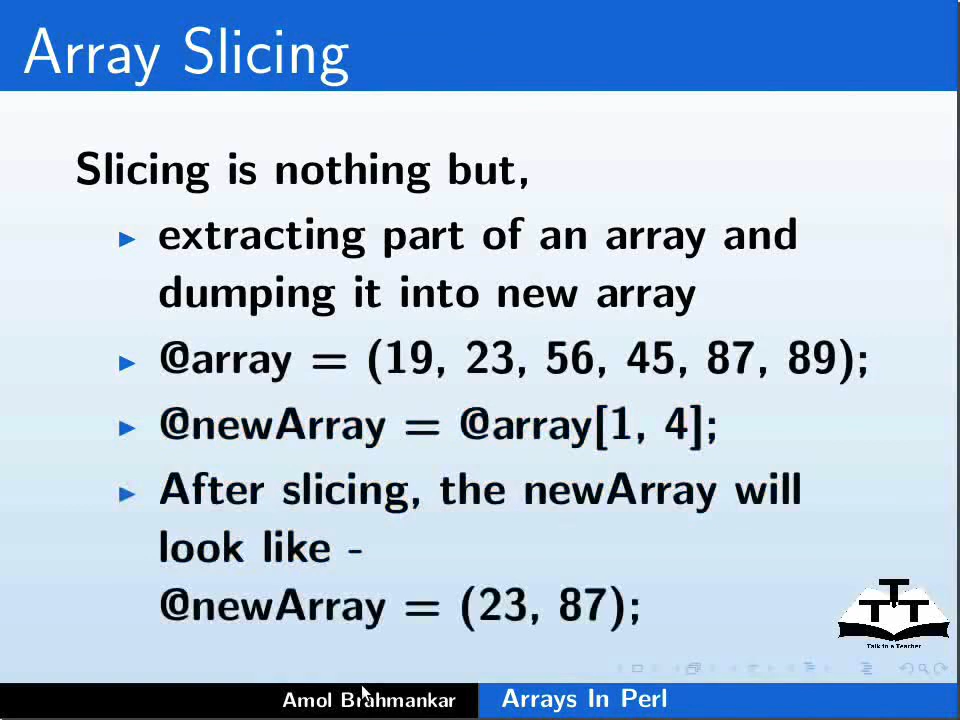 Array Slicing
Slicing is nothing but,
extracting part of an array and
dumping it into new array
@array = (19, 23, 56, 45, 87, 89);
@newArray = @array[1, 4];
After slicing, the newArray will
look like -
@newArray = (23, 87);
TTT
Talk to a Teacher
Amol Brahmankar
Arrays In Perl